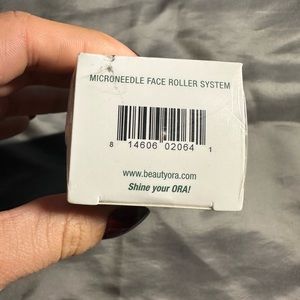 MICRONEEDLE FACE ROLLER SYSTEM
8 14606 02064 1
www.beautyora.com
Shine your ORA!